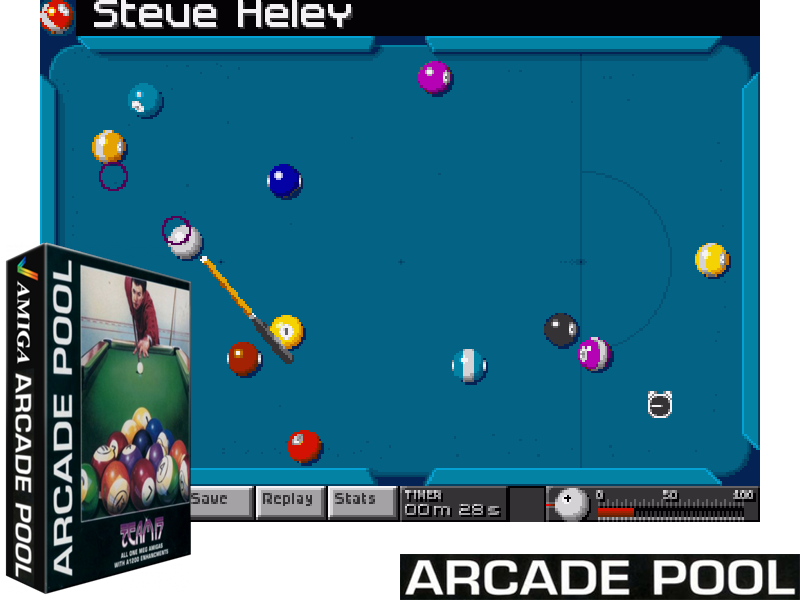 Steve Heley
Save
Replay
Stats
TIMER
00m 28s
0 50 100
1
AMIGA ARCADE POOL
ARCADE POOL
TEAM17
ALL ONE MEG AMIGAS
WITH A1200 ENHANCEMENTS
ARCADE POOL